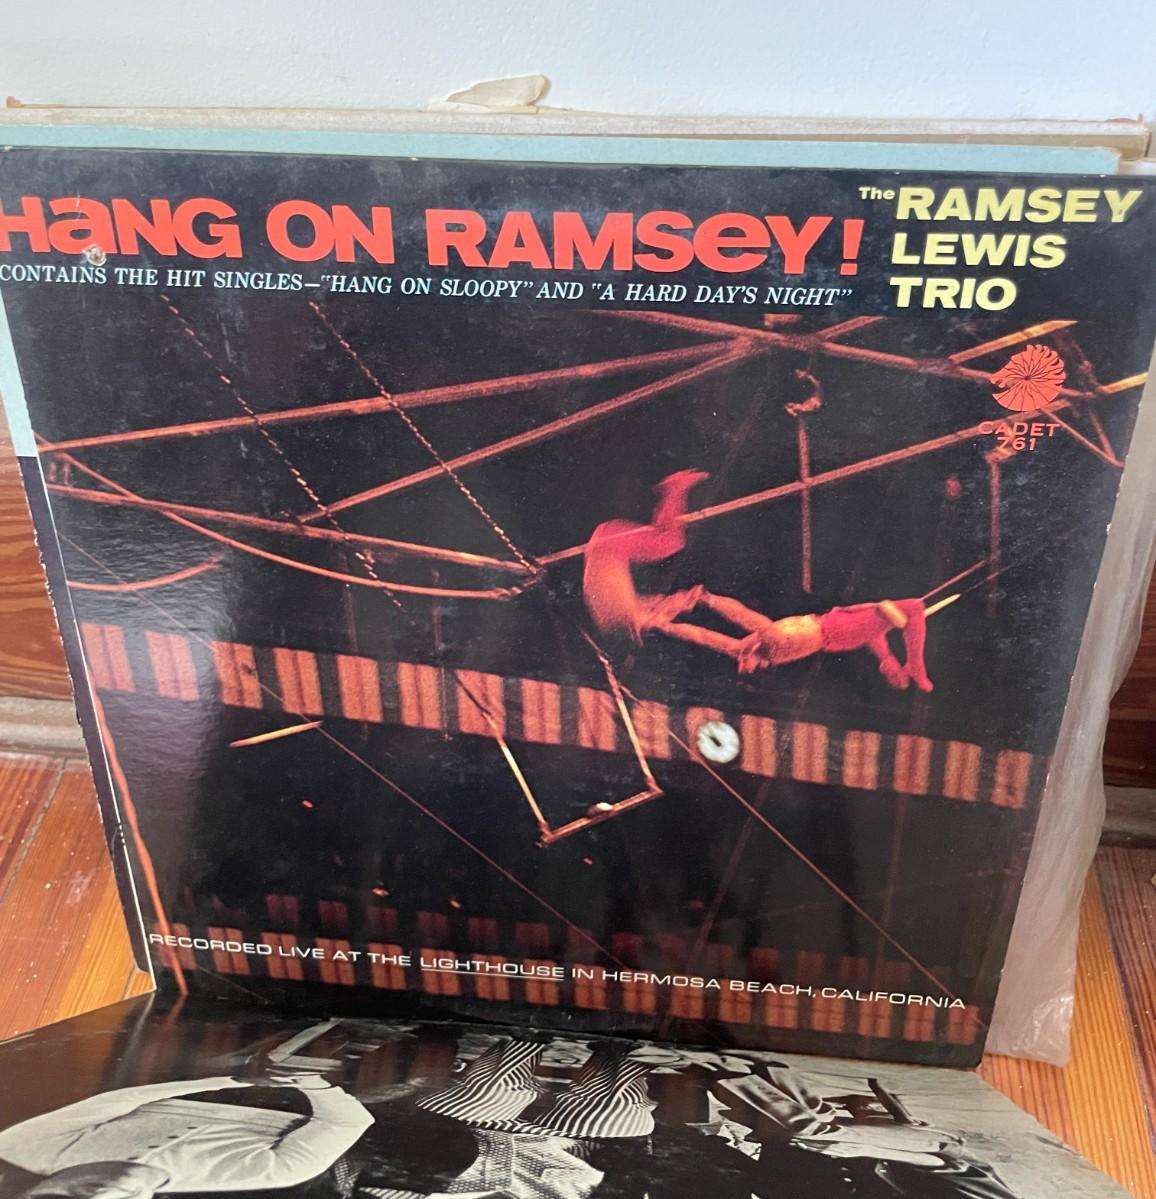 HANG ON RAMSEY!
CONTAINS THE HIT SINGLES—"HANG ON SLOOPY" AND "A HARD DAY'S NIGHT"
The RAMSEY
LEWIS
TRIO
CADET
761
RECORDED LIVE AT THE LIGHTHOUSE IN HERMOSA BEACH, CALIFORNIA